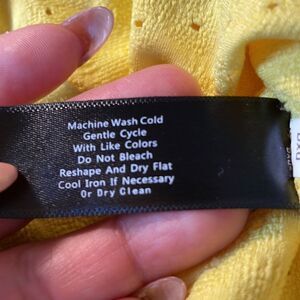 Machine Wash Cold
Gentle Cycle
With Like Colors
Do Not Bleach
Reshape And Dry Flat
Cool Iron If Necessary
Or Dry Clean